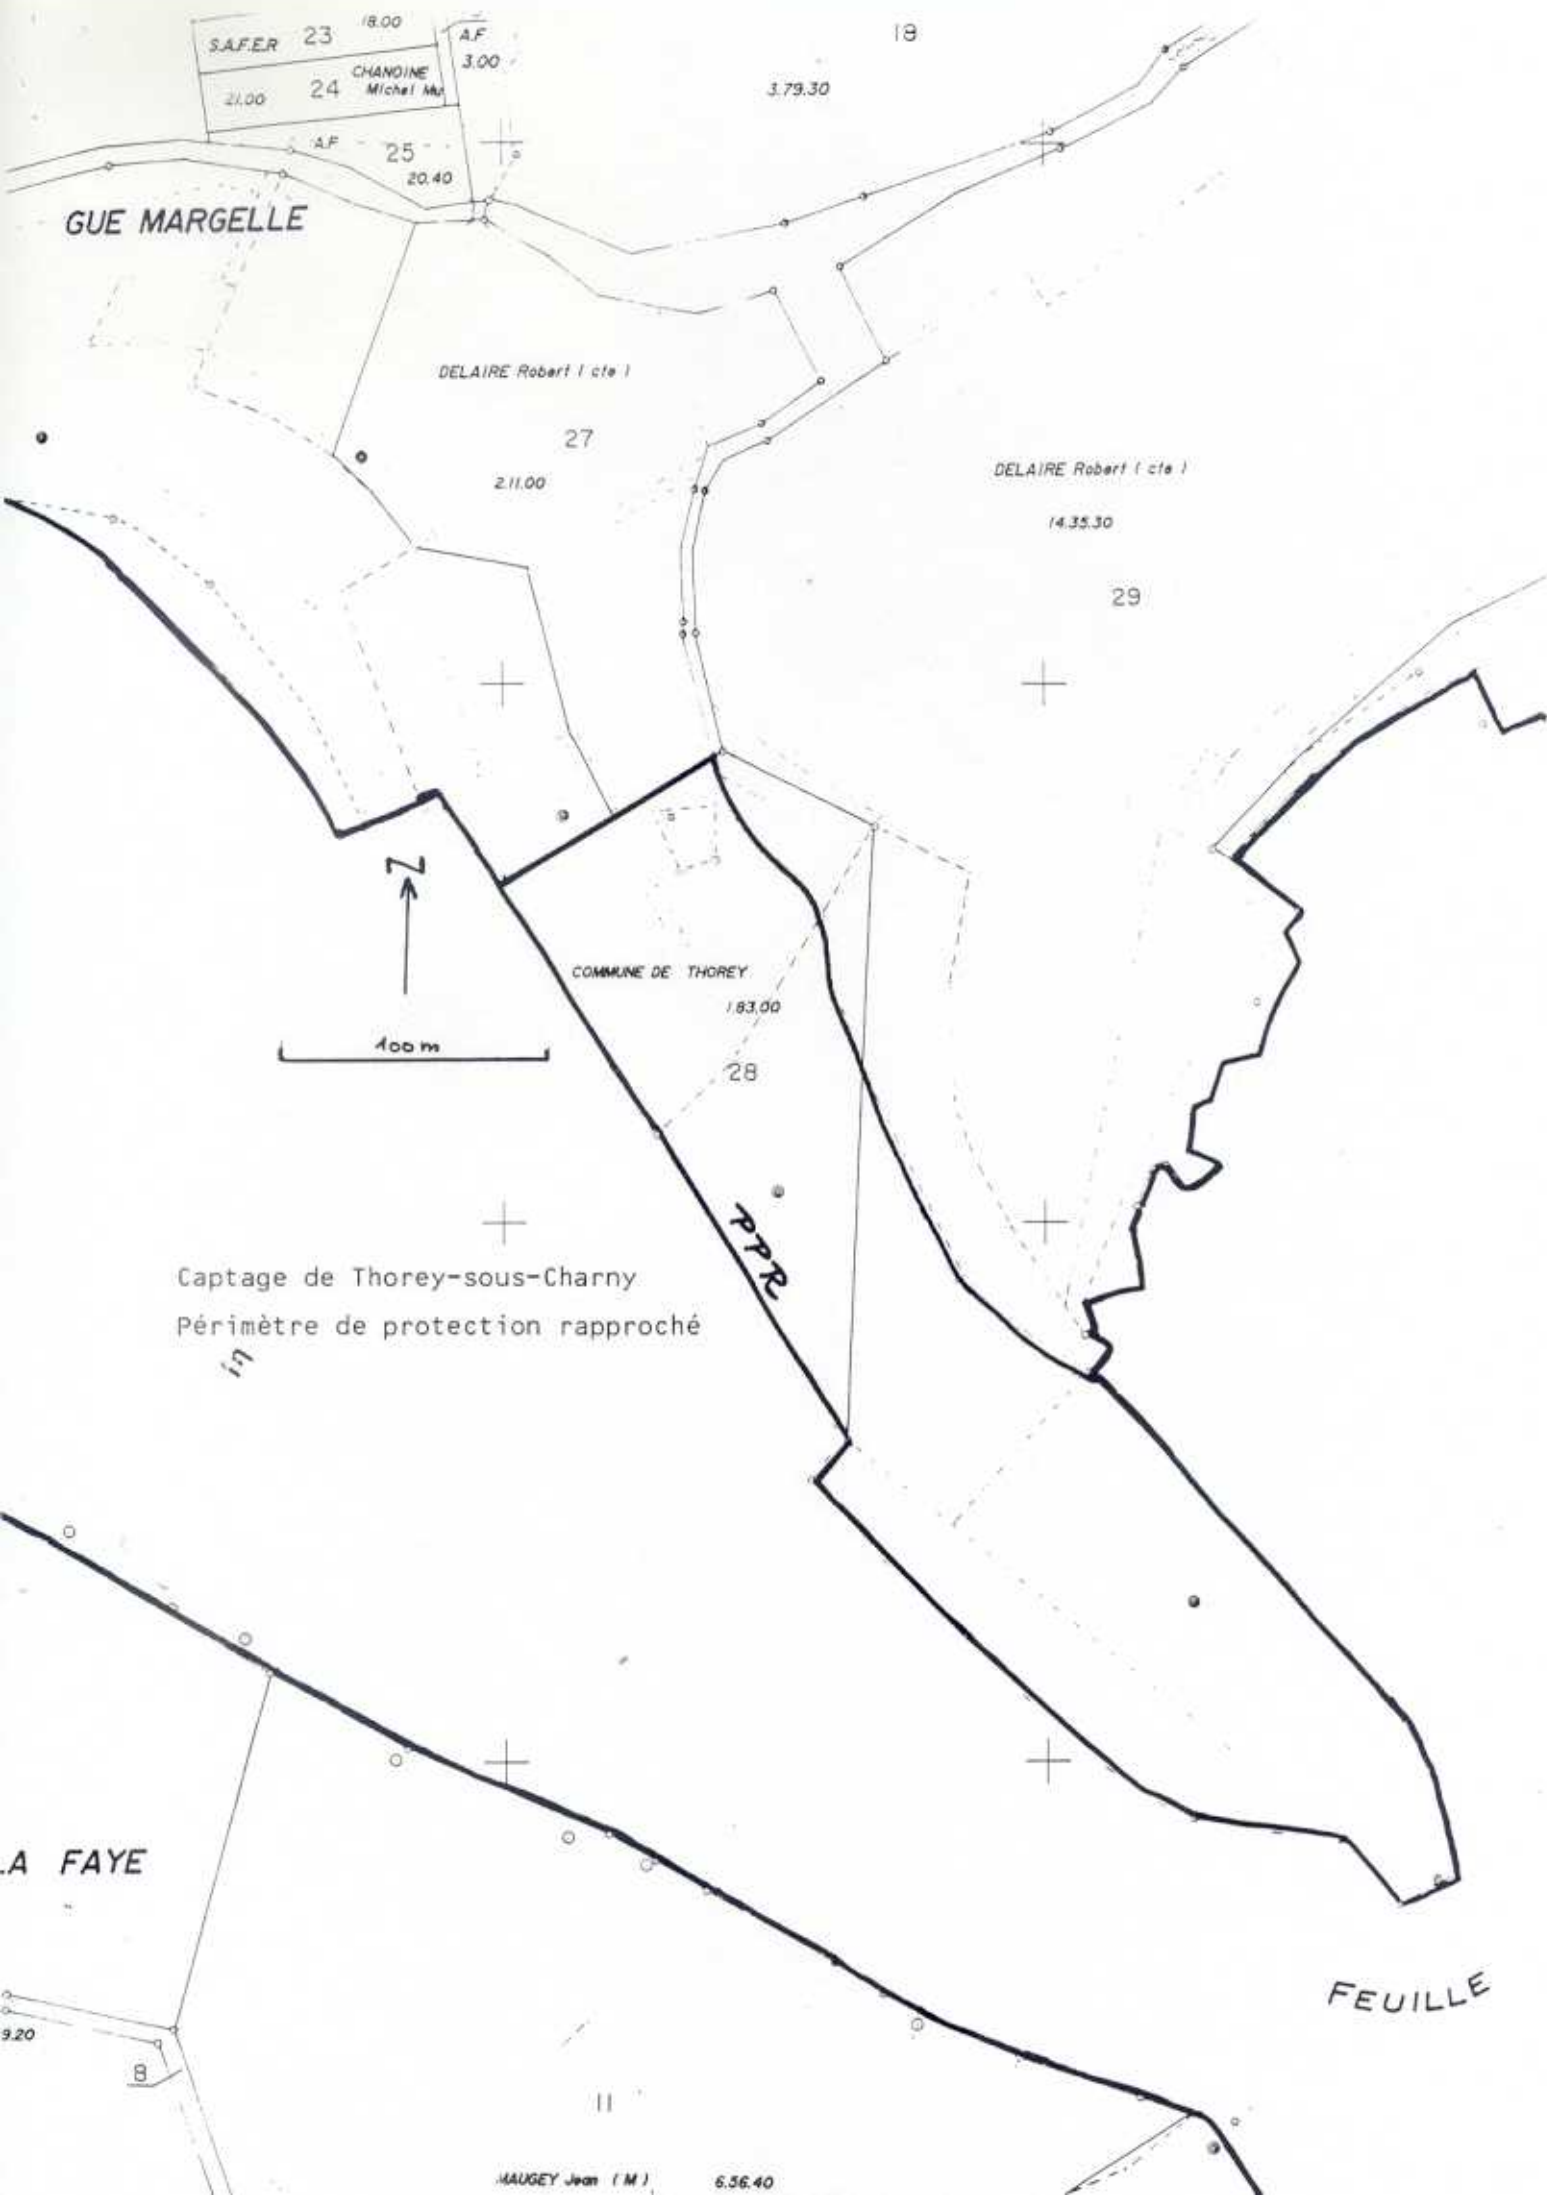 S.A.F.E.R 23 18.00
A.F
3.00
21.00 24 CHANOINE
Michel
A.F 25
20.40
18
3.79.30
GUE MARGELLE
DELAIRE Robert ( cte )
27
2.11.00
DELAIRE Robert ( cte )
14.35.30
29
N
COMMUNE DE THOREY
1.83.00
28
100 m
PPR
Captage de Thorey-sous-Charny
Périmètre de protection rapproché
in
LA FAYE
FEUILLE
9.20
8
11
MAUGEY Jean ( M ) 6.56.40